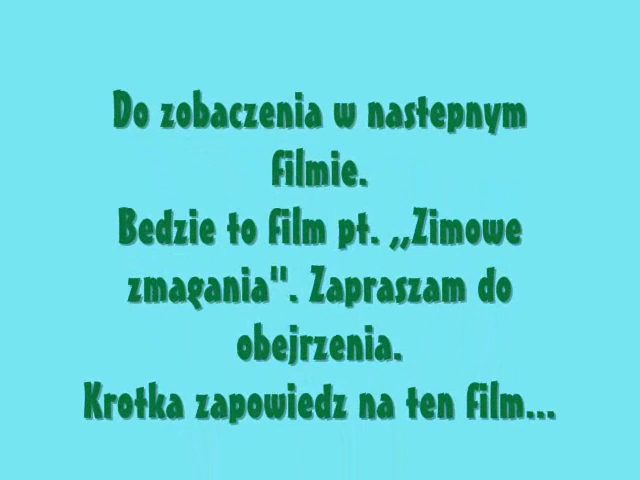 Do zobaczenia w nastepnym
filmie.
Bedzie to film pt. ,,Zimowe
zmagania". Zapraszam do
obejrzenia.
Krotka zapowiedz na ten film...